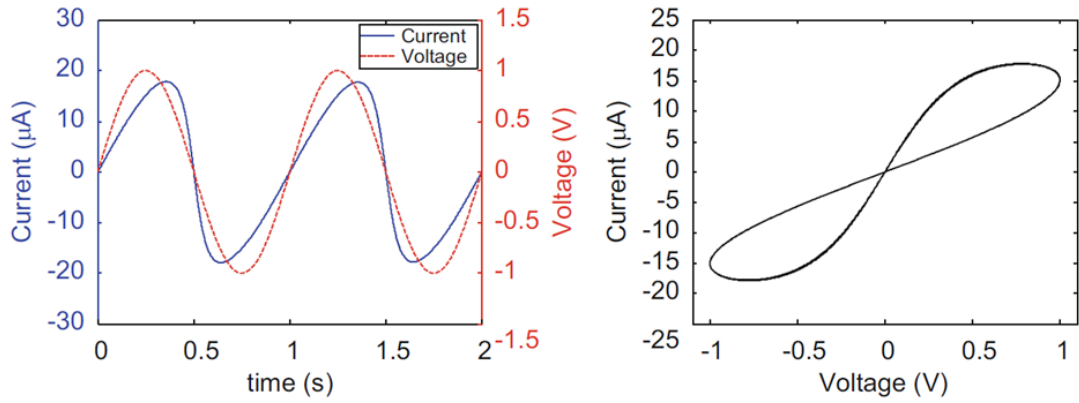 30
20
10
0
-10
-20
-30
Current (μA)
1.5
1
0.5
0
-0.5
-1
-1.5
Voltage (V)
Current
Voltage
0 0.5 1 1.5 2
time (s)
25
20
15
10
5
0
-5
-10
-15
-20
-25
Current (μA)
-1 -0.5 0 0.5 1
Voltage (V)